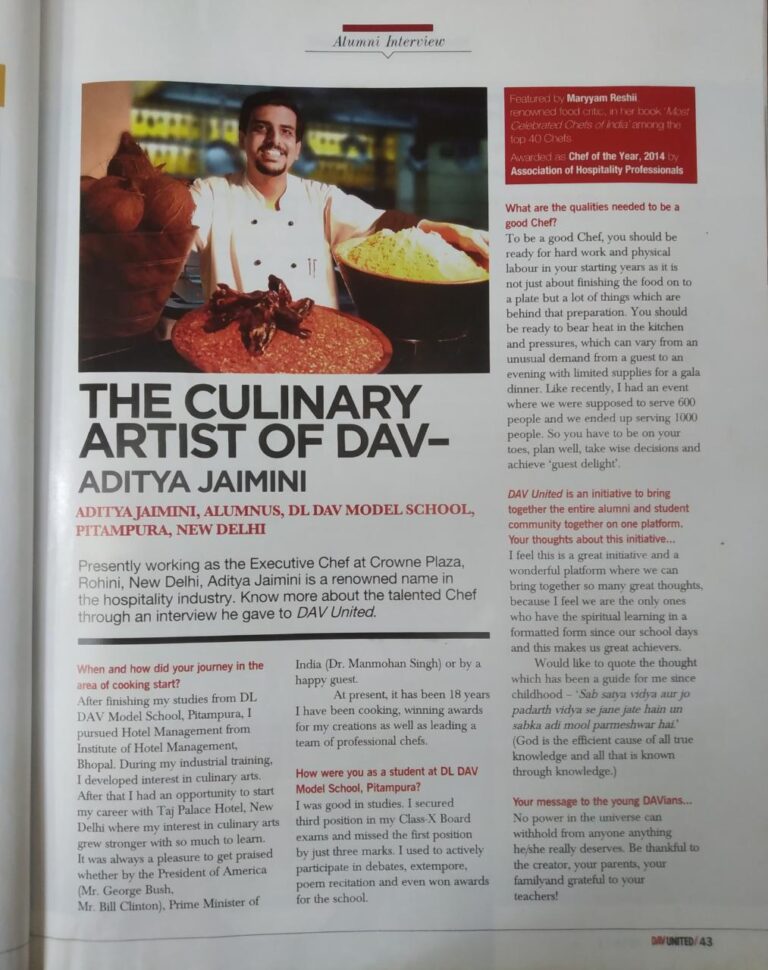 Alumni Interview
THE CULINARY
ARTIST OF DAV–
ADITYA JAIMINI
ADITYA JAIMINI, ALUMNUS, DL DAV MODEL SCHOOL,
PITAMPURA, NEW DELHI
Presently working as the Executive Chef at Crowne Plaza,
Rohini, New Delhi, Aditya Jaimini is a renowned name in
the hospitality industry. Know more about the talented Chef
through an interview he gave to DAV United.
When and how did your journey in the
area of cooking start?
After finishing my studies from DL
DAV Model School, Pitampura, I
pursued Hotel Management from
Institute of Hotel Management,
Bhopal. During my industrial training,
I developed interest in culinary arts.
After that I had an opportunity to start
my career with Taj Palace Hotel, New
Delhi where my interest in culinary arts
grew stronger with so much to learn.
It was always a pleasure to get praised
whether by the President of America
(Mr. George Bush,
Mr. Bill Clinton), Prime Minister of
India (Dr. Manmohan Singh) or by a
happy guest.
At present, it has been 18 years
I have been cooking, winning awards
for my creations as well as leading a
team of professional chefs.
How were you as a student at DL DAV
Model School, Pitampura?
I was good in studies. I secured
third position in my Class-X Board
exams and missed the first position
by just three marks. I used to actively
participate in debates, extempore,
poem recitation and even won awards
for the school.
Featured by Maryyam Reshii
renowned food critic, in her book 'Most
Celebrated Chefs of India' among the
top 40 Chefs
Awarded as Chef of the Year, 2014 by
Association of Hospitality Professionals
What are the qualities needed to be a
good Chef?
To be a good Chef, you should be
ready for hard work and physical
labour in your starting years as it is
not just about finishing the food on to
a plate but a lot of things which are
behind that preparation. You should
be ready to bear heat in the kitchen
and pressures, which can vary from an
unusual demand from a guest to an
evening with limited supplies for a gala
dinner. Like recently, I had an event
where we were supposed to serve 600
people and we ended up serving 1000
people. So you have to be on your
toes, plan well, take wise decisions and
achieve 'guest delight'.
DAV United is an initiative to bring
together the entire alumni and student
community together on one platform.
Your thoughts about this initiative...
I feel this is a great initiative and a
wonderful platform where we can
bring together so many great thoughts,
because I feel we are the only ones
who have the spiritual learning in a
formatted form since our school days
and this makes us great achievers.
Would like to quote the thought
which has been a guide for me since
childhood – 'Sab satya vidya aur jo
padarth vidya se jane jate hain un
sabka adi mool parmeshwar hai.'
(God is the efficient cause of all true
knowledge and all that is known
through knowledge.)
Your message to the young DAVians...
No power in the universe can
withhold from anyone anything
he/she really deserves. Be thankful to
the creator, your parents, your
familyand grateful to your
teachers!
DAV UNITED / 43